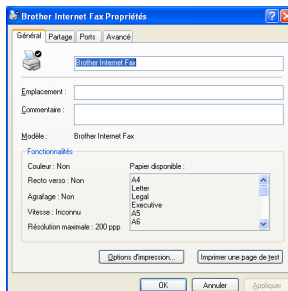 Brother Internet Fax Propriétés
Général Partage Ports Avancé
Brother Internet Fax
Emplacement :
Commentaire :
Modèle : Brother Internet Fax
Fonctionnalités
Couleur : Non
Papier disponible :
Recto verso : Non
Agrafage : Non
Vitesse : Inconnu
Résolution maximale : 200 ppp
A4
Letter
Legal
Executive
A5
A6
Options d'impression... Imprimer une page de test
OK Annuler Appliquer